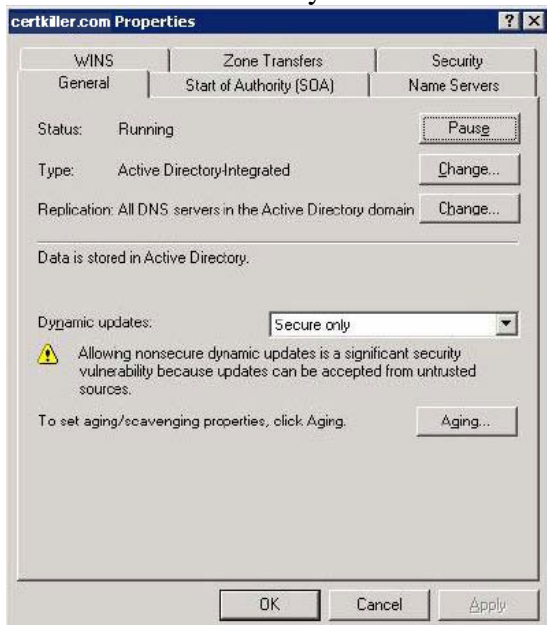 certkiller.com Properties
WINS Zone Transfers Security
General Start of Authority (SOA) Name Servers
Status: Running Pause
Type: Active Directory-Integrated Change...
Replication: All DNS servers in the Active Directory domain Change...
Data is stored in Active Directory.
Dynamic updates: Secure only
Allowing nonsecure dynamic updates is a significant security
vulnerability because updates can be accepted from untrusted
sources.
To set aging/scavenging properties, click Aging. Aging...
OK Cancel Apply